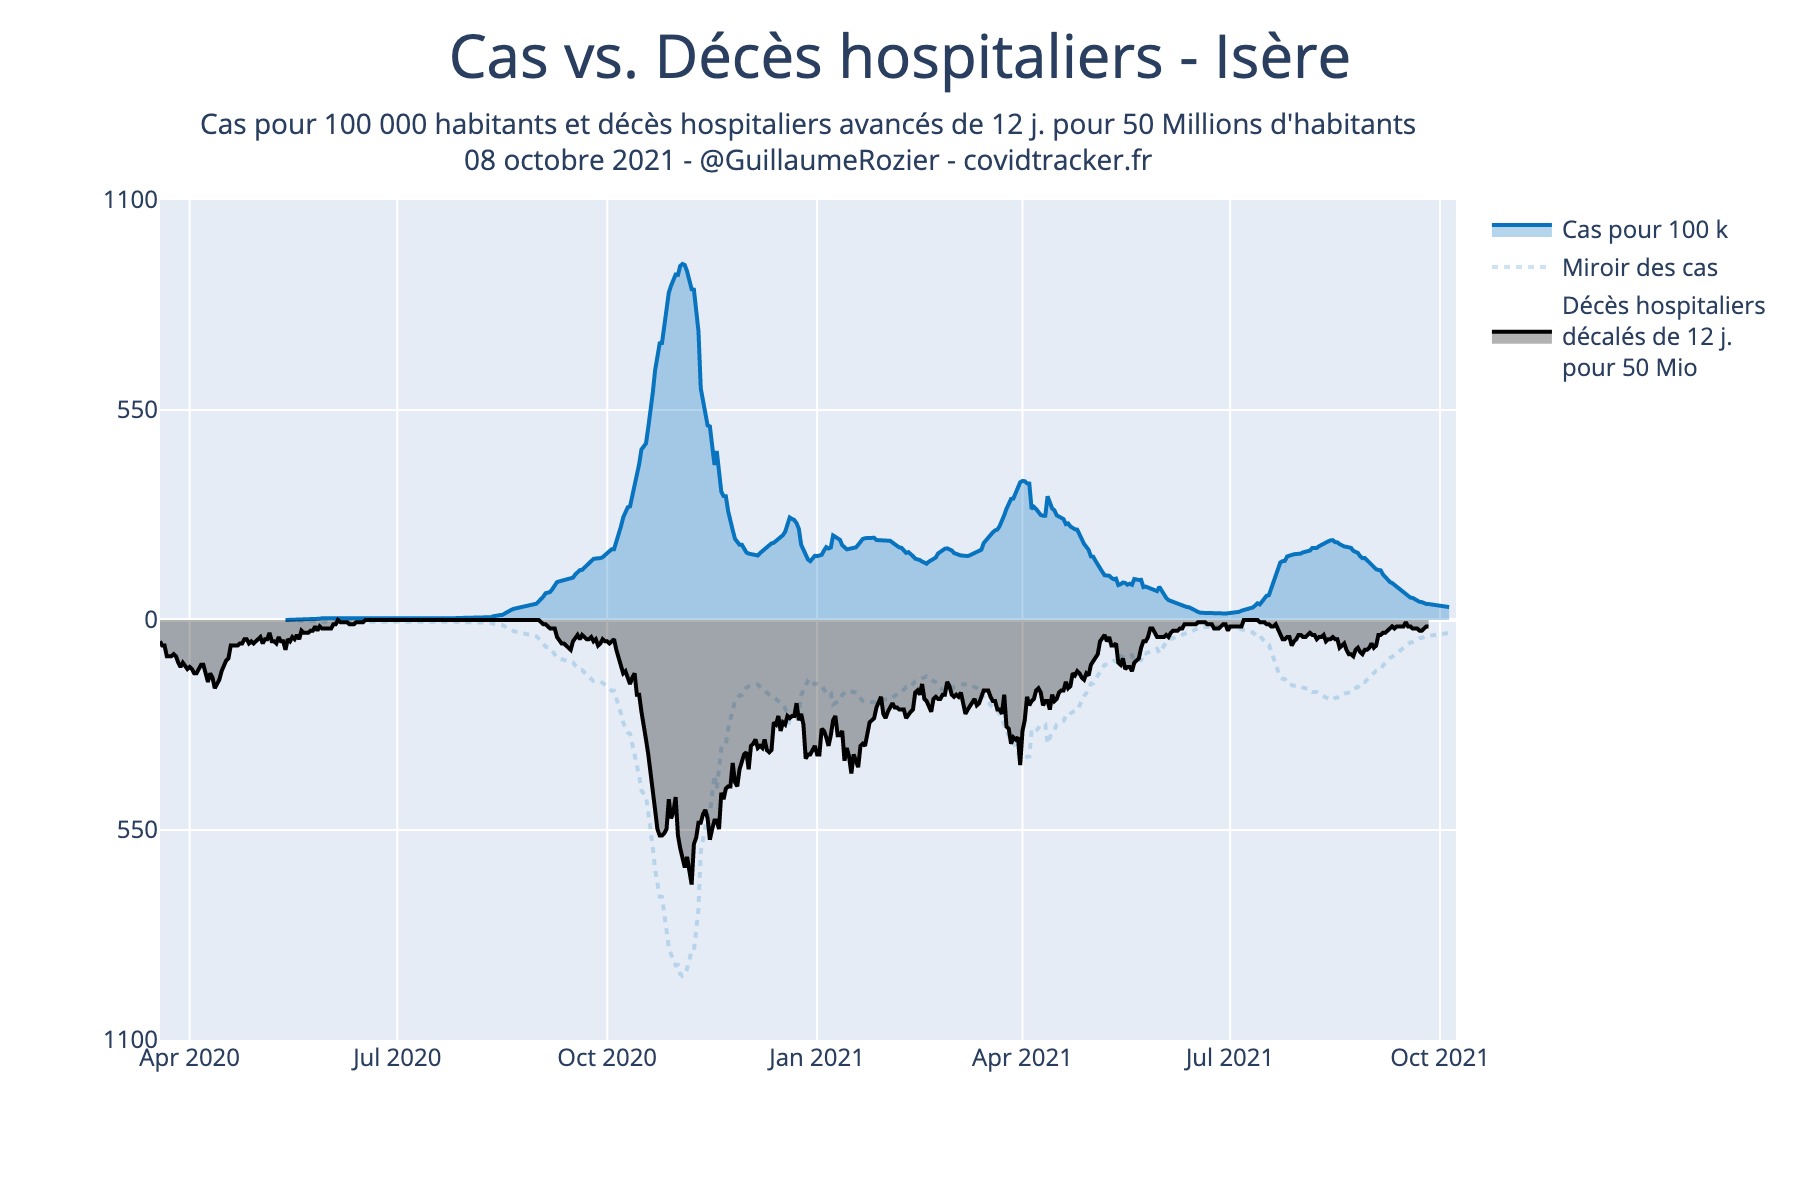 Cas vs. Décès hospitaliers - Isère
Cas pour 100 000 habitants et décès hospitaliers avancés de 12 j. pour 50 Millions d'habitants
08 octobre 2021 - @GuillaumeRozier - covidtracker.fr
1100
550
0
550
1100
Apr 2020
Jul 2020
Oct 2020
Jan 2021
Apr 2021
Jul 2021
Oct 2021
Cas pour 100 k
Miroir des cas
Décès hospitaliers
décalés de 12 j.
pour 50 Mio